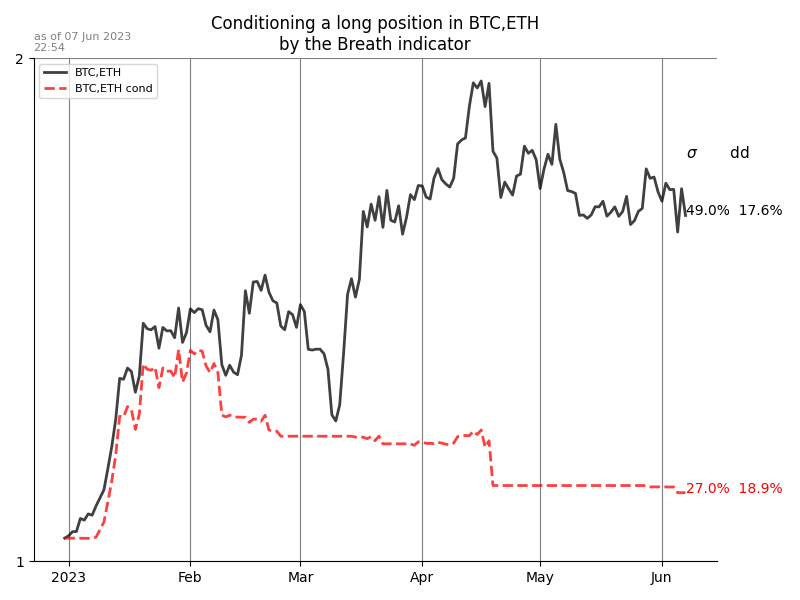 Conditioning a long position in BTC,ETH
by the Breath indicator
as of 07 Jun 2023
22:54
2
BTC,ETH
BTC,ETH cond
σ dd
49.0% 17.6%
27.0% 18.9%
1
2023 Feb Mar Apr May Jun